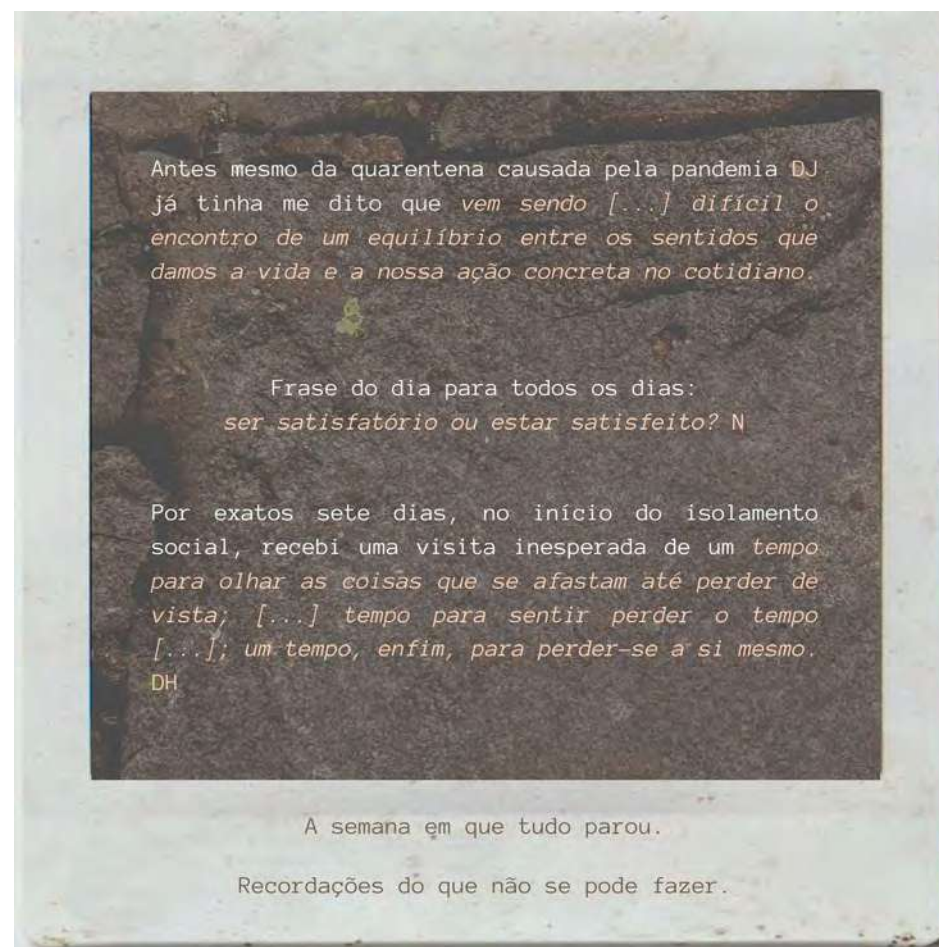 Antes mesmo da quarentena causada pela pandemia DJ
já tinha me dito que vem sendo [...] difícil o
encontro de um equilíbrio entre os sentidos que
damos a vida e a nossa ação concreta no cotidiano.
Frase do dia para todos os dias:
ser satisfatório ou estar satisfeito? N
Por exatos sete dias, no início do isolamento
social, recebi uma visita inesperada de um tempo
para olhar as coisas que se afastam até perder de
vista; [...] tempo para sentir perder o tempo
[...]; um tempo, enfim, para perder-se a si mesmo.
DH
A semana em que tudo parou.
Recordações do que não se pode fazer.